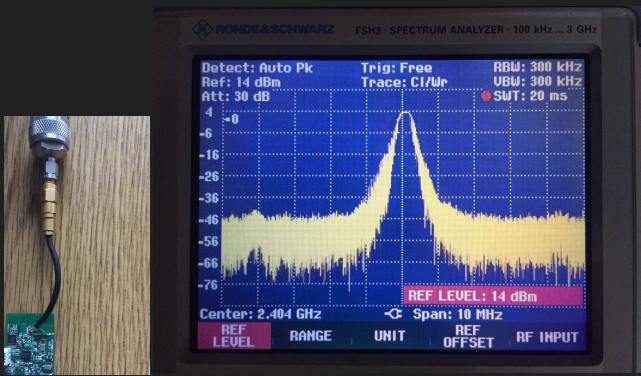 ROHDE&SCHWARZ FSH3 · SPECTRUM ANALYZER · 100 kHz ... 3 GHz
Detect: Auto Pk Trig: Free RBW: 300 kHz
Ref: 14 dBm Trace: Cl/Wr VBW: 300 kHz
Att: 30 dB SWT: 20 ms
4
0
-6
-16
-26
-36
-46
-56
-66
-76
REF LEVEL: 14 dBm
Center: 2.404 GHz Span: 10 MHz
REF LEVEL RANGE UNIT REF OFFSET RF INPUT